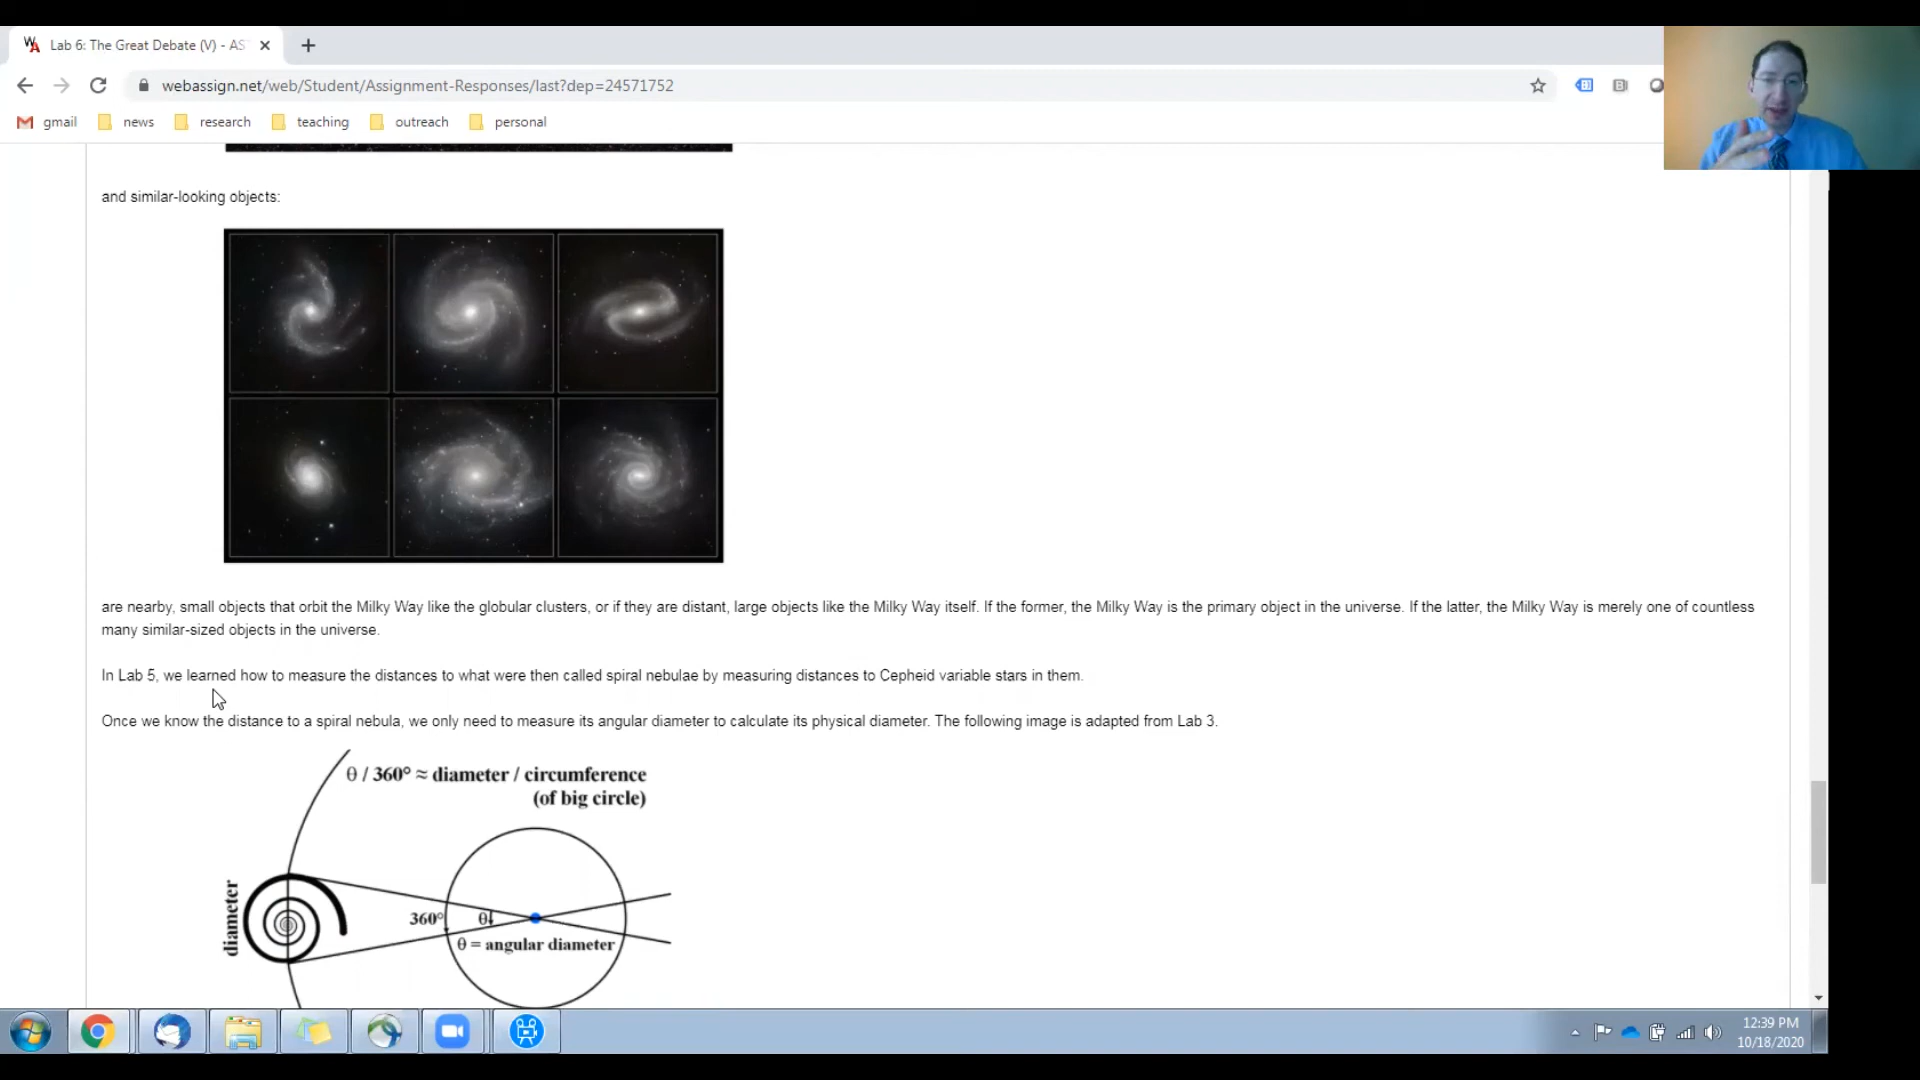 Lab 6: The Great Debate (V) - AS
webassign.net/web/Student/Assignment-Responses/last?dep=24571752
gmail news research teaching outreach personal
and similar-looking objects:
are nearby, small objects that orbit the Milky Way like the globular clusters, or if they are distant, large objects like the Milky Way itself. If the former, the Milky Way is the primary object in the universe. If the latter, the Milky Way is merely one of countless
many similar-sized objects in the universe.
In Lab 5, we learned how to measure the distances to what were then called spiral nebulae by measuring distances to Cepheid variable stars in them.
Once we know the distance to a spiral nebula, we only need to measure its angular diameter to calculate its physical diameter. The following image is adapted from Lab 3.
θ / 360° ≈ diameter / circumference
(of big circle)
diameter
360° θ
θ = angular diameter
12:39 PM
10/18/2020